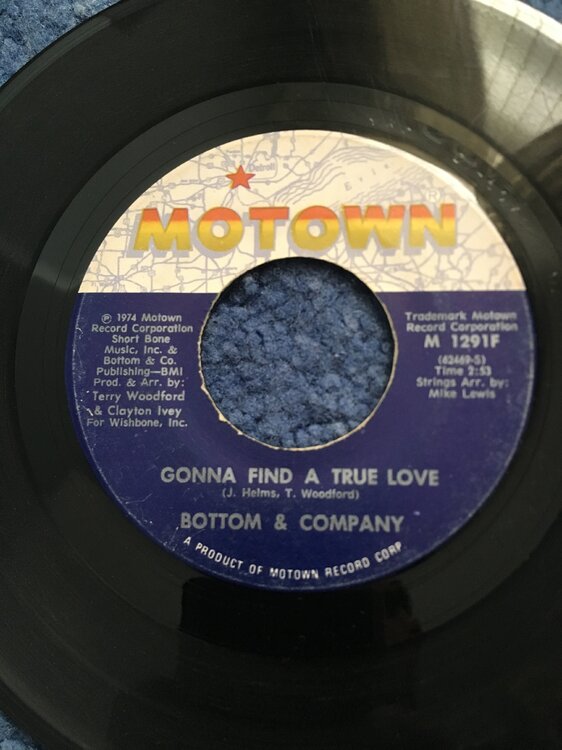 MOTOWN
℗ 1974 Motown
Record Corporation
Short Bone
Music, Inc. &
Bottom & Co.
Publishing—BMI
Prod. & Arr. by:
Terry Woodford
& Clayton Ivey
For Wishbone, Inc.
Trademark Motown
Record Corporation
M 1291F
(63469-S)
Time 2:53
Strings Arr. by:
Mike Lewis
GONNA FIND A TRUE LOVE
(J. Helms, T. Woodford)
BOTTOM & COMPANY
A PRODUCT OF MOTOWN RECORD CORP